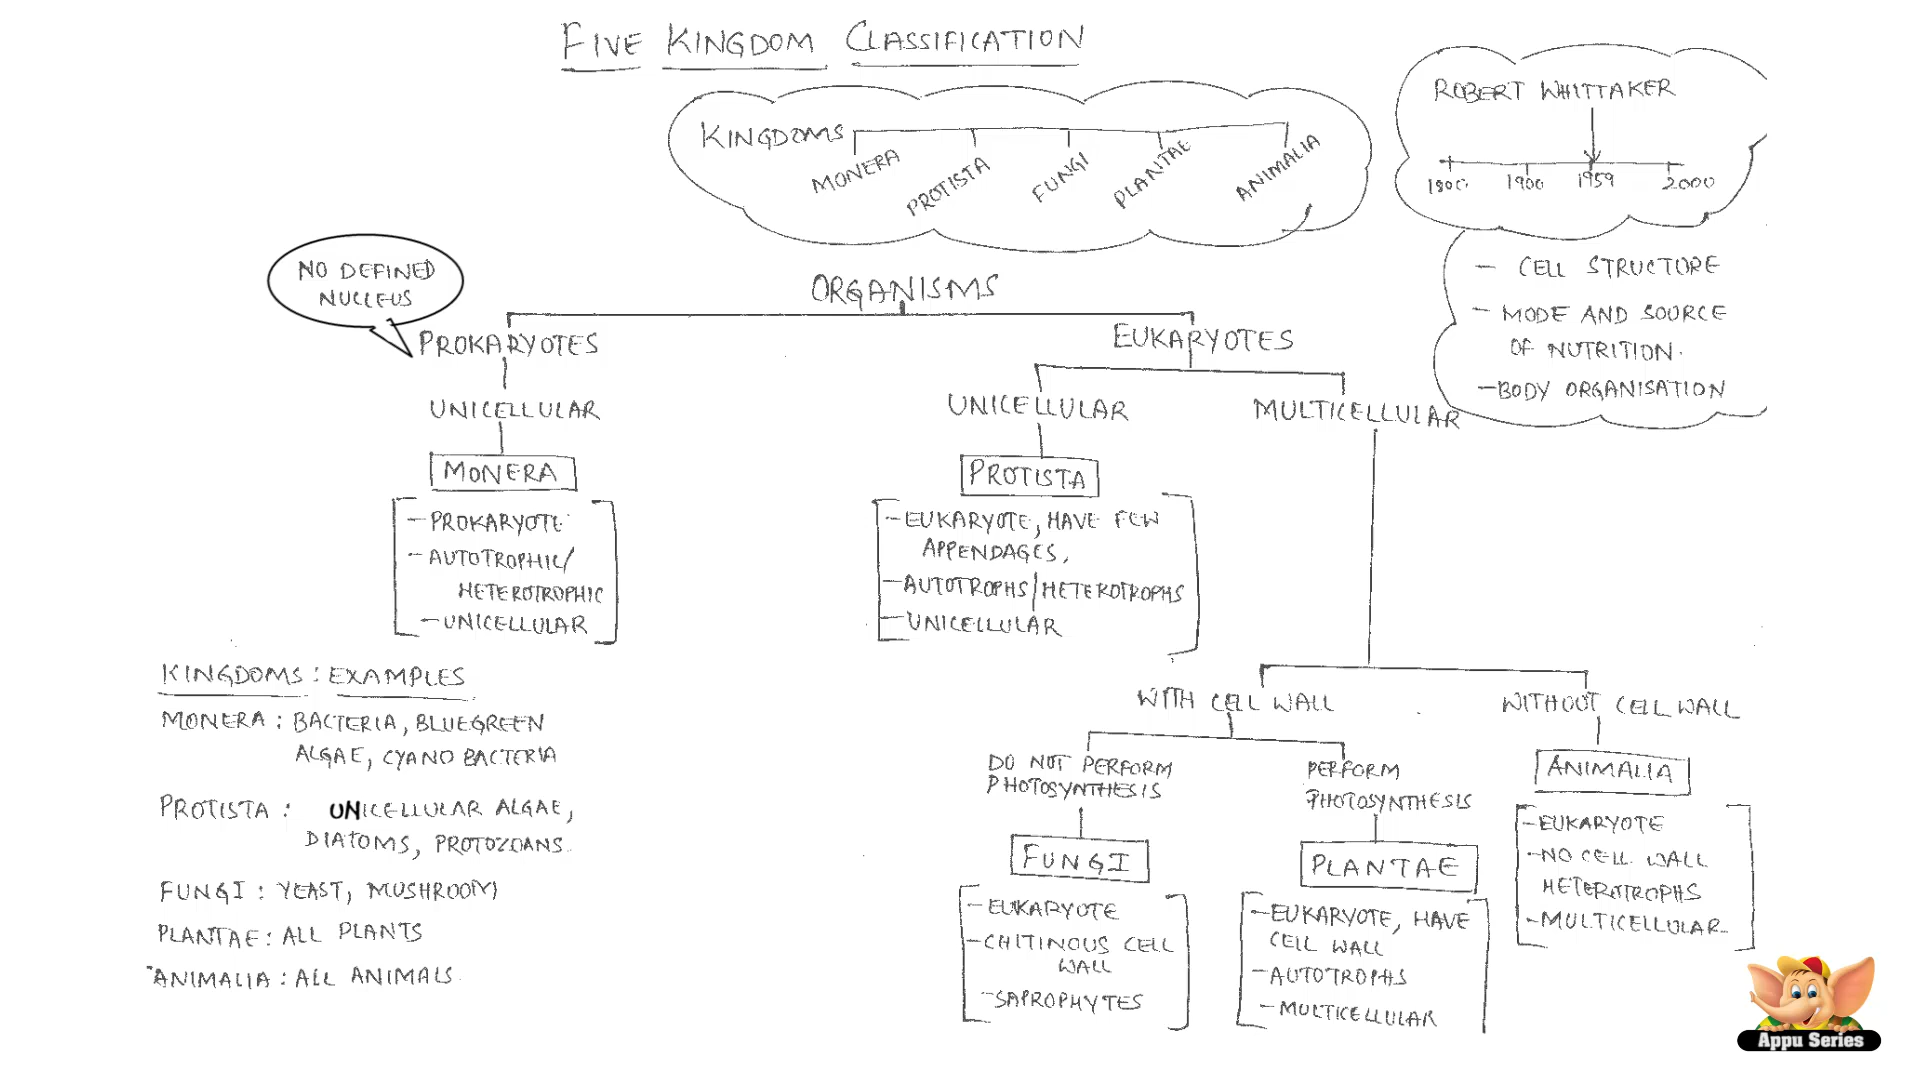 FIVE KINGDOM CLASSIFICATION
KINGDOMS
MONERA
PROTISTA
FUNGI
PLANTAE
ANIMALIA
ROBERT WHITTAKER
1800 1900 1959 2000
- CELL STRUCTORE
- MODE AND SOURCE
OF NUTRITION.
- BODY ORGANISATION
NO DEFINED
NUCLEUS
ORGANISMS
PROKARYOTES
EUKARYOTES
UNICELLULAR
UNICELLULAR
MULTICELLULAR
MONERA
- PROKARYOTE
- AUTOTROPHIC/
HETEROTROPHIC
- UNICELLULAR
PROTISTA
- EUKARYOTE, HAVE FEW
APPENDAGES,
- AUTOTROPHS/HETEROTROPHS
- UNICELLULAR
WITH CELL WALL
WITHOUT CELL WALL
DO NOT PERFORM
PHOTOSYNTHESIS
PERFORM
PHOTOSYNTHESIS
FUNGI
- EUKARYOTE
- CHITINOUS CELL
WALL
- SAPROPHYTES
PLANTAE
- EUKARYOTE, HAVE
CELL WALL
- AUTOTROPHS
- MULTICELLULAR
ANIMALIA
- EUKARYOTE
- NO CELL WALL
HETEROTROPHS
- MULTICELLULAR
KINGDOMS : EXAMPLES
MONERA : BACTERIA, BLUEGREEN
ALGAE, CYANO BACTERIA
PROTISTA : UNICELLULAR ALGAE,
DIATOMS, PROTOZOANS.
FUNGI : YEAST, MUSHROOM
PLANTAE : ALL PLANTS
ANIMALIA : ALL ANIMALS.
Appu Series